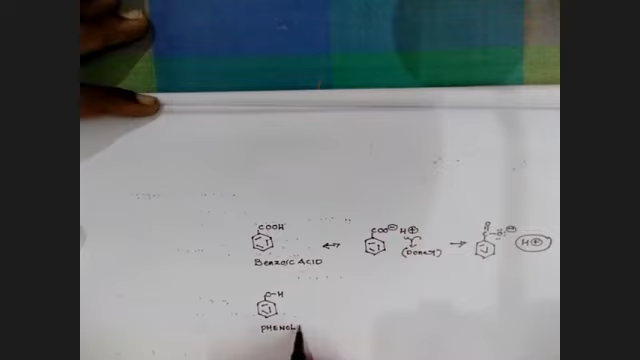 COOH
COO⊖ H⊕
H⊕
(Donate)
Benzoic ACID
O-H
PHENOL